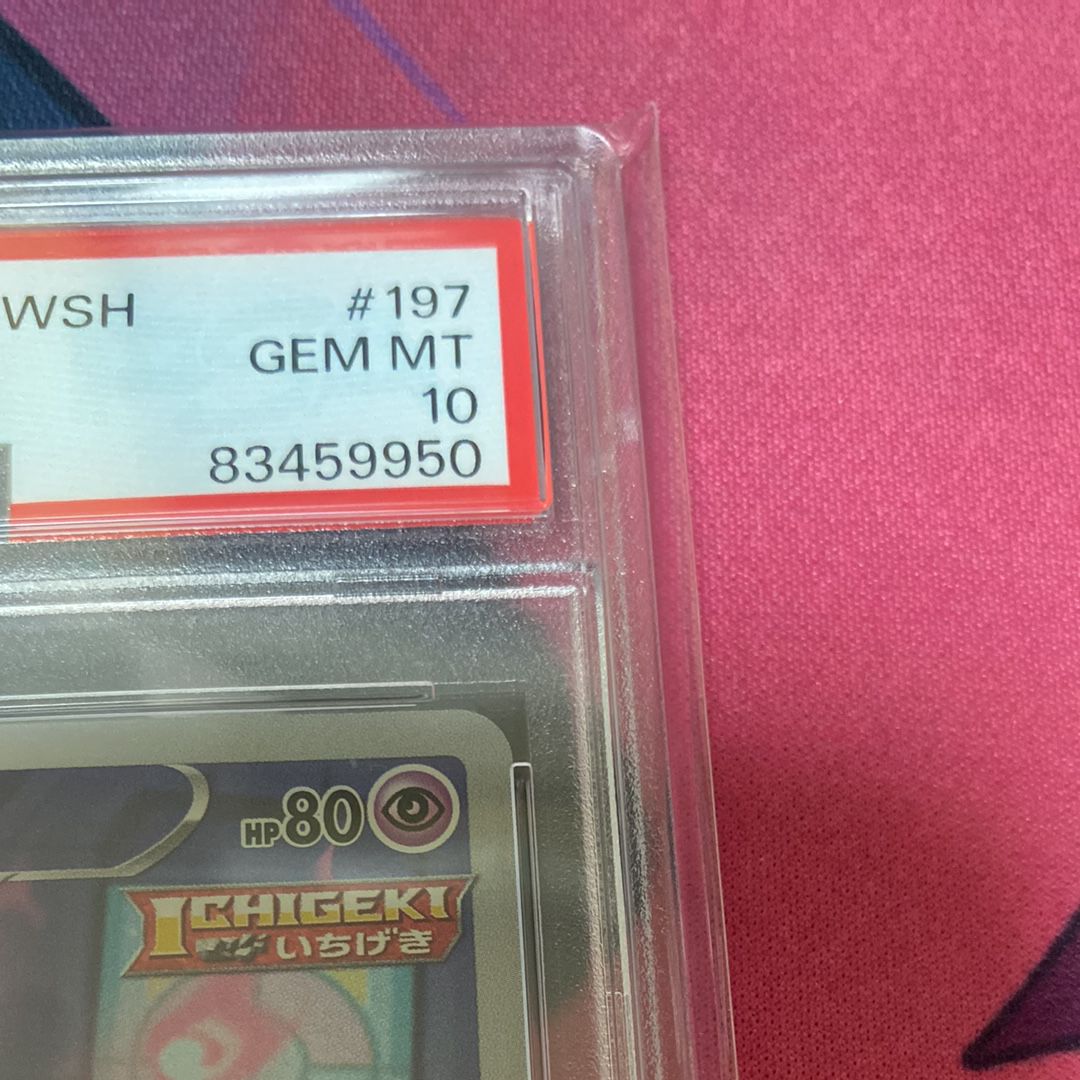 WSH #197
GEM MT
10
83459950
HP80
ICHIGEKI
いちげき